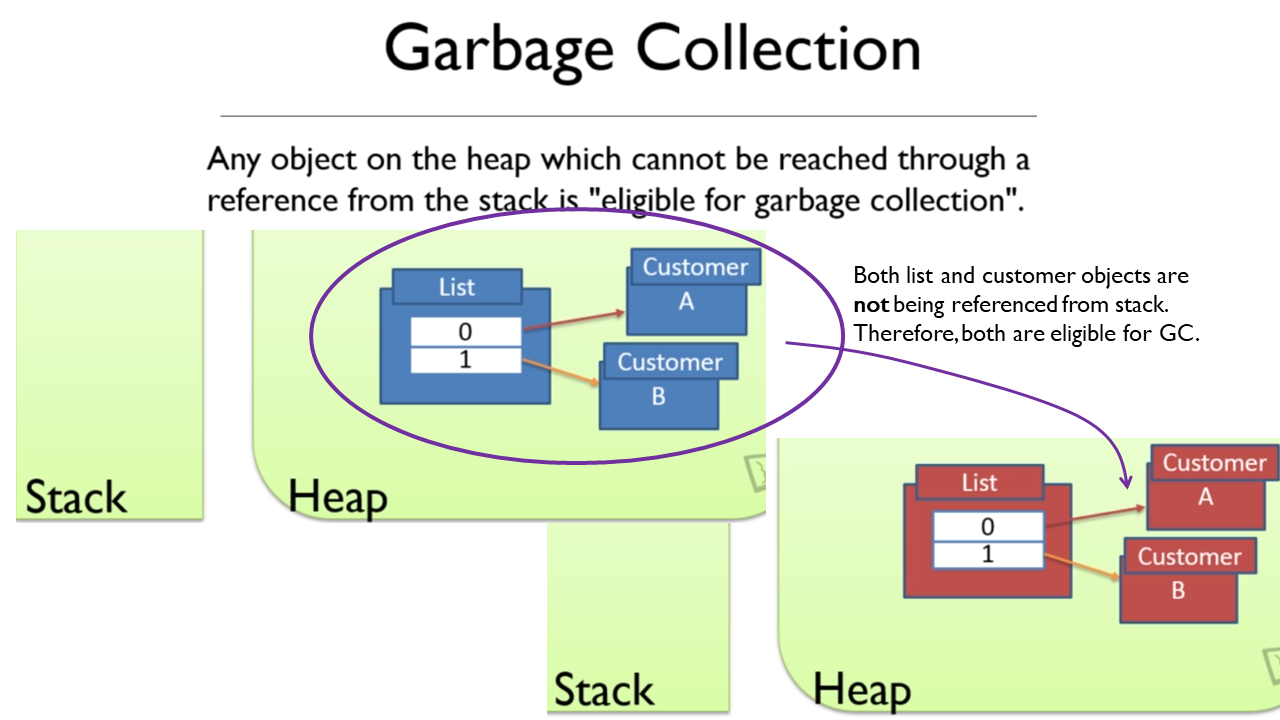 Garbage Collection
Any object on the heap which cannot be reached through a
reference from the stack is "eligible for garbage collection".
Customer
A
List
0
1
Customer
B
Stack
Heap
Both list and customer objects are
not being referenced from stack.
Therefore, both are eligible for GC.
Customer
A
List
0
1
Customer
B
Stack
Heap